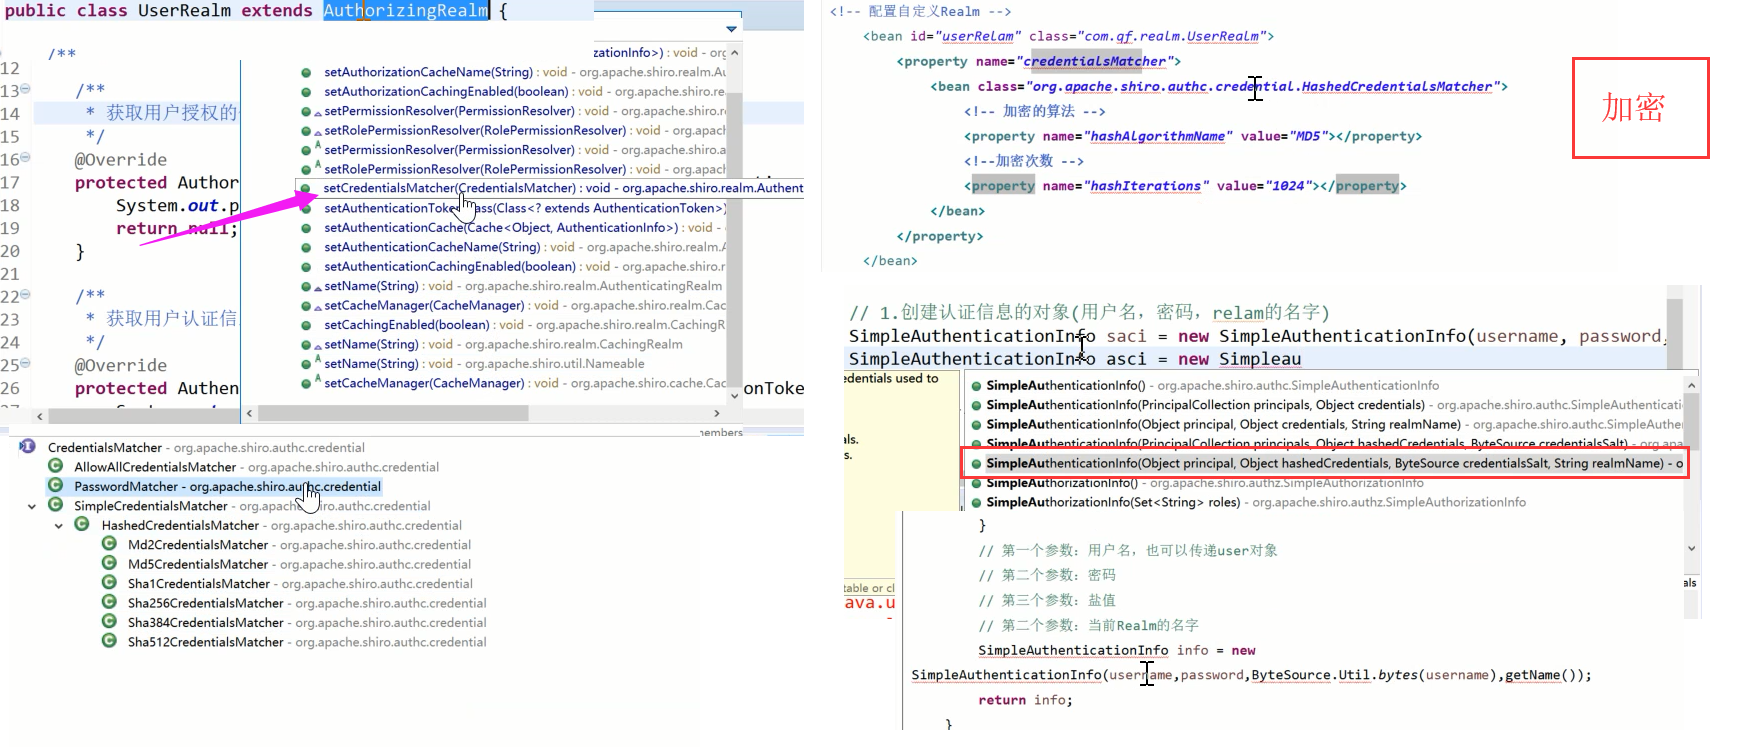 public class UserRealm extends AuthorizingRealm {
/**
12
13 /**
14 * 获取用户授权的
15 */
16 @Override
17 protected Author
18 System.out.p
19 return null;
20 }
21
22 /**
23 * 获取用户认证信
24 */
25 @Override
26 protected Authen
onToke
zationInfo>) : void - org
setAuthorizationCacheName(String) : void - org.apache.shiro.realm.Au
setAuthorizationCachingEnabled(boolean) : void - org.apache.shiro.re
setPermissionResolver(PermissionResolver) : void - org.apache.shiro.r
setRolePermissionResolver(RolePermissionResolver) : void - org.apach
setPermissionResolver(PermissionResolver) : void - org.apache.shiro.a
setRolePermissionResolver(RolePermissionResolver) : void - org.apach
setCredentialsMatcher(CredentialsMatcher) : void - org.apache.shiro.realm.Authent
setAuthenticationToke lass(Class<? extends AuthenticationToken>)
setAuthenticationCache(Cache<Object, AuthenticationInfo>) : void -
setAuthenticationCacheName(String) : void - org.apache.shiro.realm.A
setAuthenticationCachingEnabled(boolean) : void - org.apache.shiro.r
setName(String) : void - org.apache.shiro.realm.AuthenticatingRealm
setCacheManager(CacheManager) : void - org.apache.shiro.realm.Cac
setCachingEnabled(boolean) : void - org.apache.shiro.realm.CachingR
setName(String) : void - org.apache.shiro.realm.CachingRealm
setName(String) : void - org.apache.shiro.util.Nameable
setCacheManager(CacheManager) : void - org.apache.shiro.cache.Cac
members
CredentialsMatcher - org.apache.shiro.authc.credential
AllowAllCredentialsMatcher - org.apache.shiro.authc.credential
PasswordMatcher - org.apache.shiro.authc.credential
SimpleCredentialsMatcher - org.apache.shiro.authc.credential
HashedCredentialsMatcher - org.apache.shiro.authc.credential
Md2CredentialsMatcher - org.apache.shiro.authc.credential
Md5CredentialsMatcher - org.apache.shiro.authc.credential
Sha1CredentialsMatcher - org.apache.shiro.authc.credential
Sha256CredentialsMatcher - org.apache.shiro.authc.credential
Sha384CredentialsMatcher - org.apache.shiro.authc.credential
Sha512CredentialsMatcher - org.apache.shiro.authc.credential
<!-- 配置自定义Realm -->
<bean id="userRelam" class="com.qf.realm.UserRealm">
<property name="credentialsMatcher">
<bean class="org.apache.shiro.authc.credential.HashedCredentialsMatcher">
<!-- 加密的算法 -->
<property name="hashAlgorithmName" value="MD5"></property>
<!--加密次数 -->
<property name="hashIterations" value="1024"></property>
</bean>
</property>
</bean>
加密
// 1.创建认证信息的对象(用户名, 密码, relam的名字)
SimpleAuthenticationInfo saci = new SimpleAuthenticationInfo(username, password,
SimpleAuthenticationInfo asci = new Simpleau
edentials used to
als.
s.
table or cl
ava.u
SimpleAuthenticationInfo() - org.apache.shiro.authc.SimpleAuthenticationInfo
SimpleAuthenticationInfo(PrincipalCollection principals, Object credentials) - org.apache.shiro.authc.SimpleAuthenticati
SimpleAuthenticationInfo(Object principal, Object credentials, String realmName) - org.apache.shiro.authc.SimpleAuthen
SimpleAuthenticationInfo(PrincipalCollection principals, Object hashedCredentials, ByteSource credentialsSalt) - org.apa
SimpleAuthenticationInfo(Object principal, Object hashedCredentials, ByteSource credentialsSalt, String realmName) - o
SimpleAuthorizationInfo() - org.apache.shiro.authz.SimpleAuthorizationInfo
SimpleAuthorizationInfo(Set<String> roles) - org.apache.shiro.authz.SimpleAuthorizationInfo
als
}
// 第一个参数: 用户名, 也可以传递user对象
// 第二个参数: 密码
// 第三个参数: 盐值
// 第二个参数: 当前Realm的名字
SimpleAuthenticationInfo info = new
SimpleAuthenticationInfo(username,password,ByteSource.Util.bytes(username),getName());
return info;
}